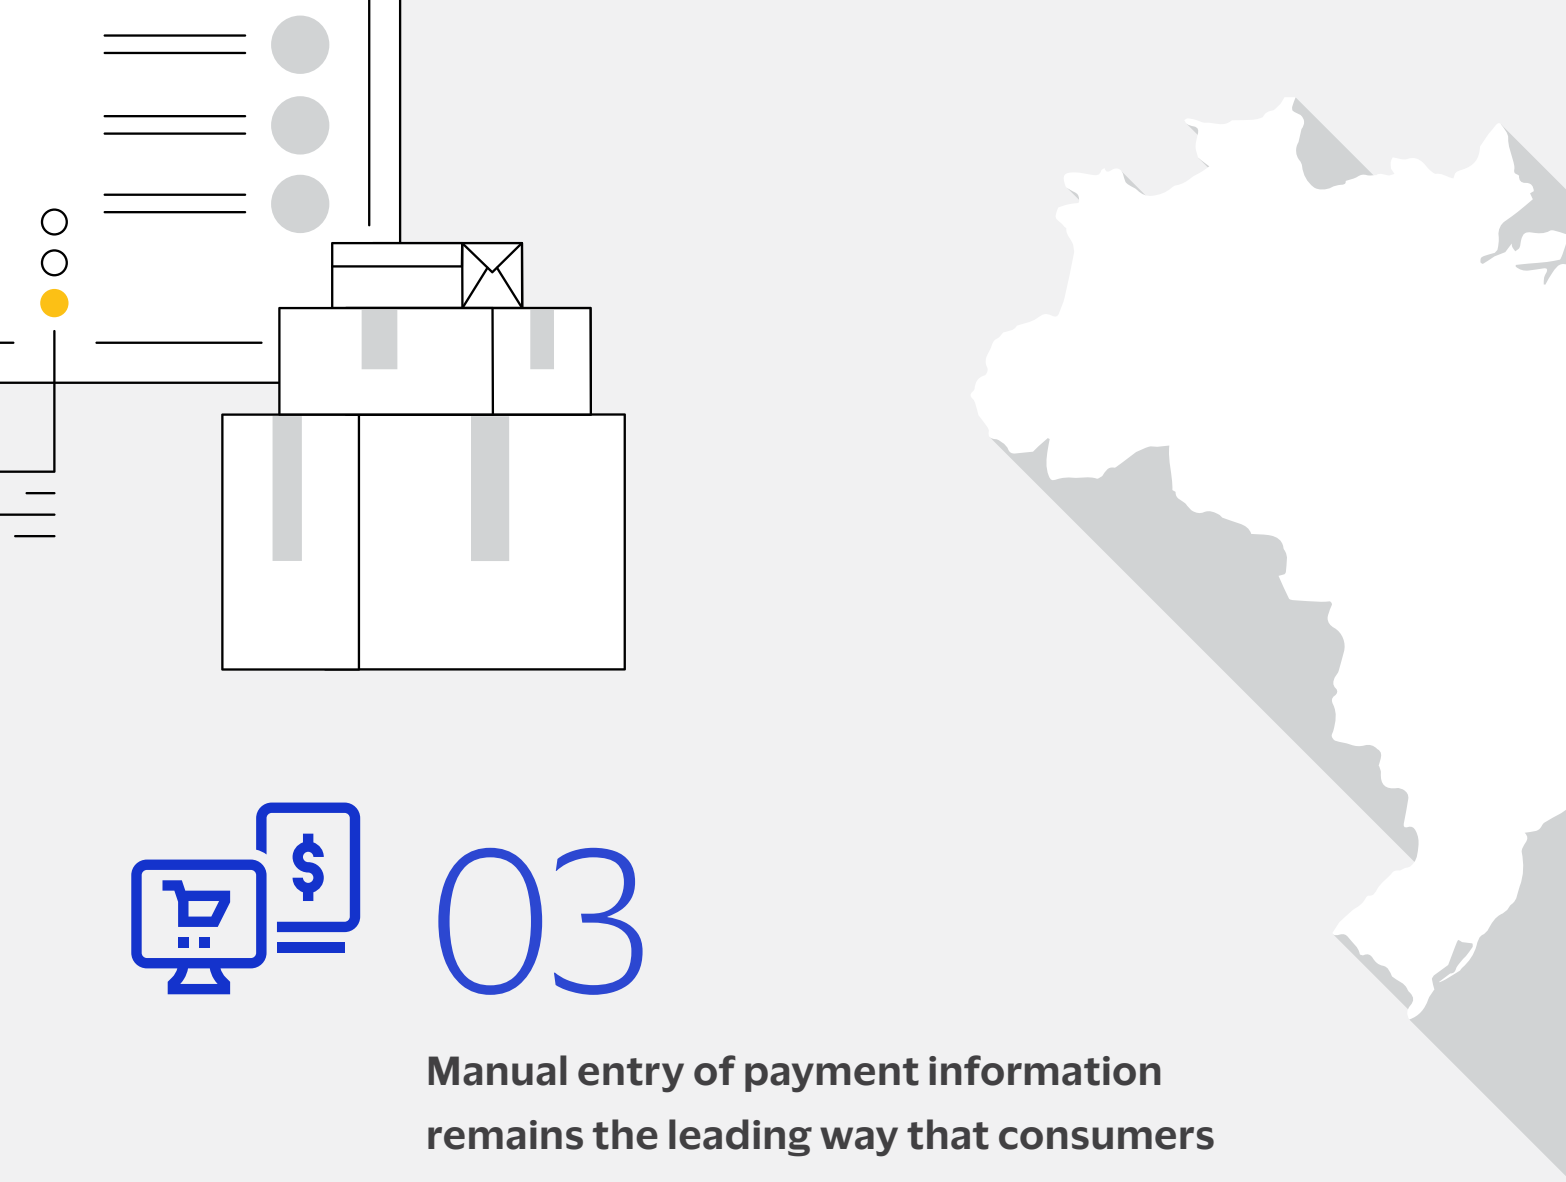 $
03
Manual entry of payment information
remains the leading way that consumers